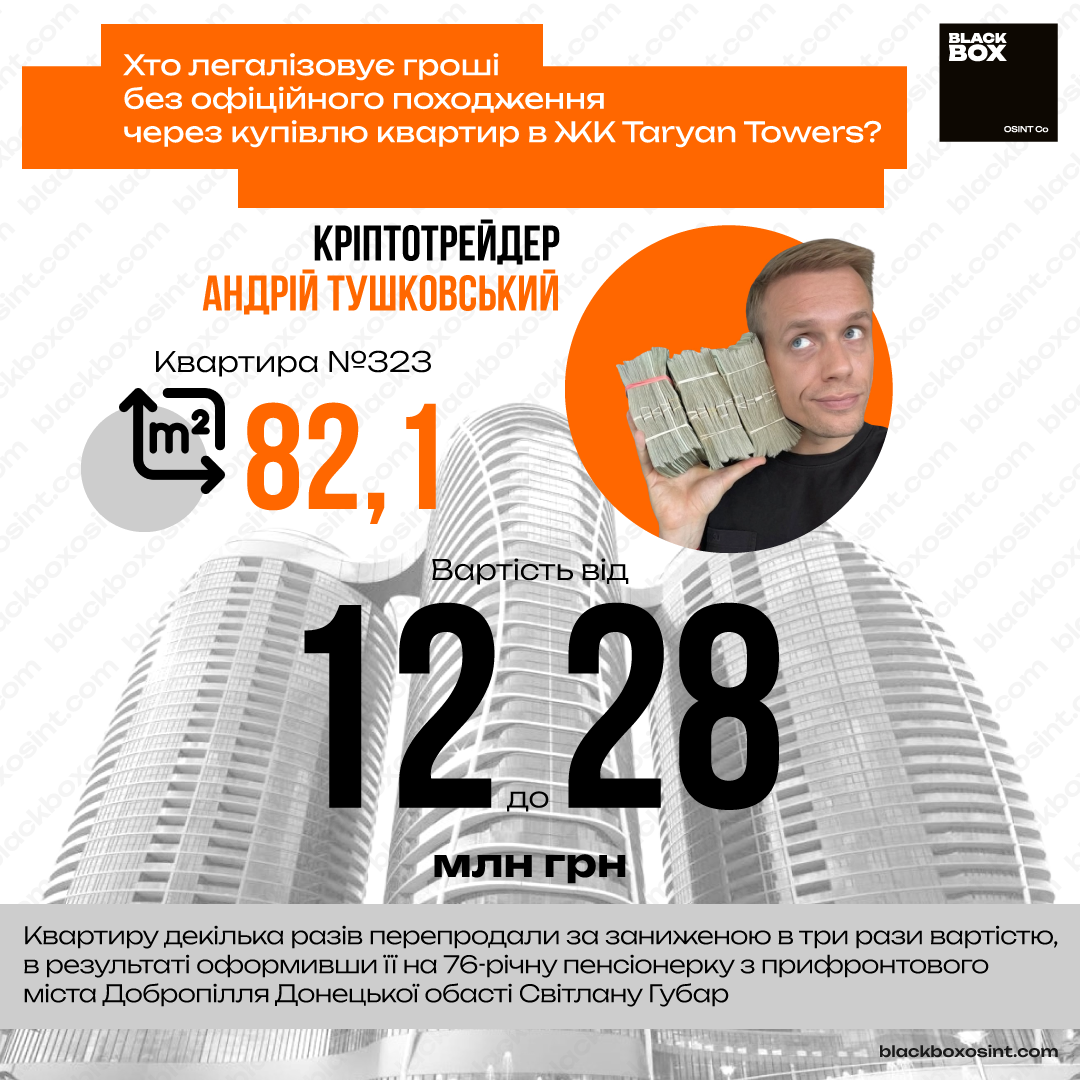 Хто легалізовує гроші
без офіційного походження
через купівлю квартир в ЖК Taryan Towers?
BLACK
BOX
OSINT Co
КРІПТОТРЕЙДЕР
АНДРІЙ ТУШКОВСЬКИЙ
Квартира №323
m²
82,1
Вартість від
12 до 28
млн грн
Квартиру декілька разів перепродали за заниженою в три рази вартістю,
в результаті оформивши її на 76-річну пенсіонерку з прифронтового
міста Добропілля Донецької обасті Світлану Губар
blackboxosint.com